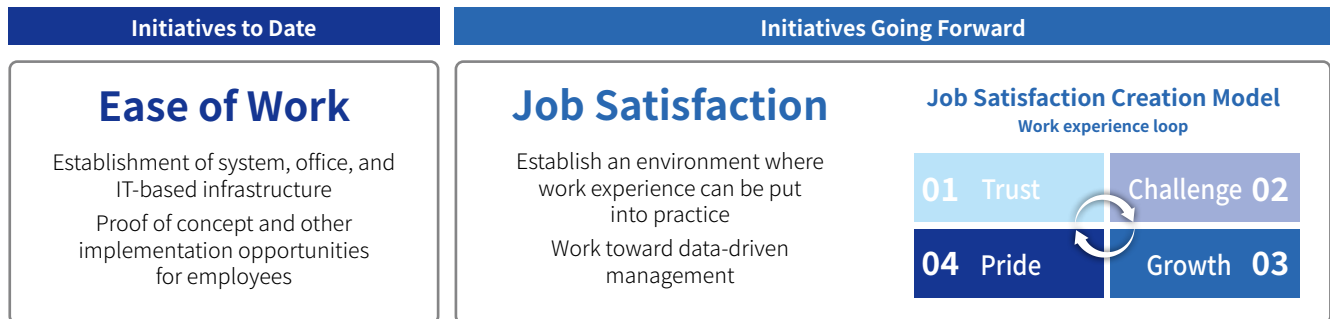 Initiatives to Date
Initiatives Going Forward
Ease of Work
Establishment of system, office, and
IT-based infrastructure
Proof of concept and other
implementation opportunities
for employees
Job Satisfaction
Establish an environment where
work experience can be put
into practice
Work toward data-driven
management
Job Satisfaction Creation Model
Work experience loop
01 Trust
Challenge 02
04 Pride
Growth 03